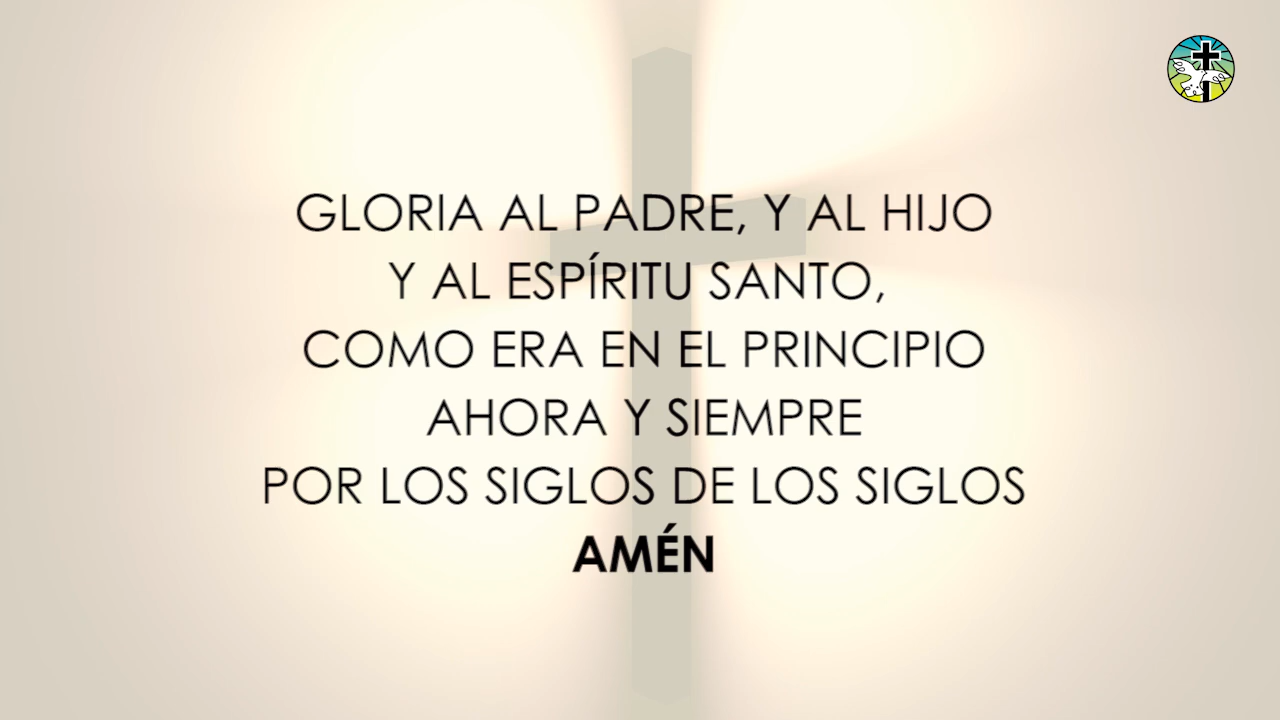 GLORIA AL PADRE, Y AL HIJO
Y AL ESPÍRITU SANTO,
COMO ERA EN EL PRINCIPIO
AHORA Y SIEMPRE
POR LOS SIGLOS DE LOS SIGLOS
AMÉN